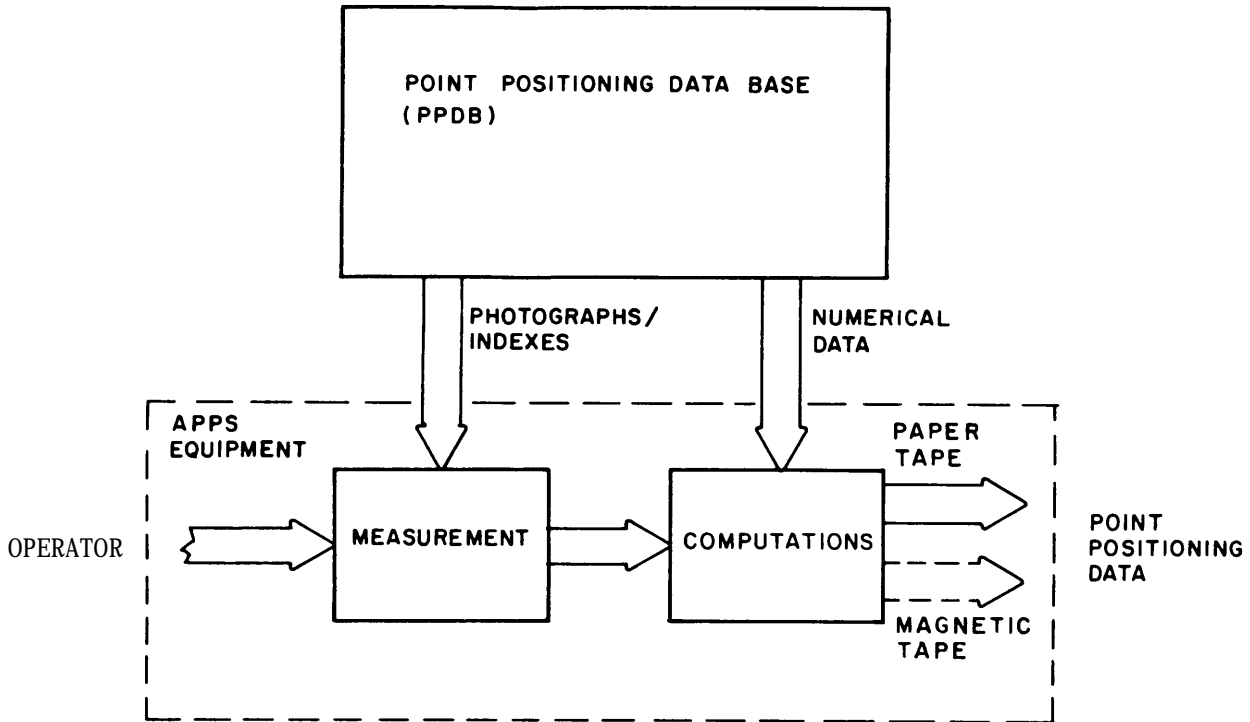 POINT POSITIONING DATA BASE
(PPDB)
PHOTOGRAPHS/
INDEXES
NUMERICAL
DATA
APPS
EQUIPMENT
PAPER
TAPE
OPERATOR
MEASUREMENT
COMPUTATIONS
POINT
POSITIONING
DATA
MAGNETIC
TAPE